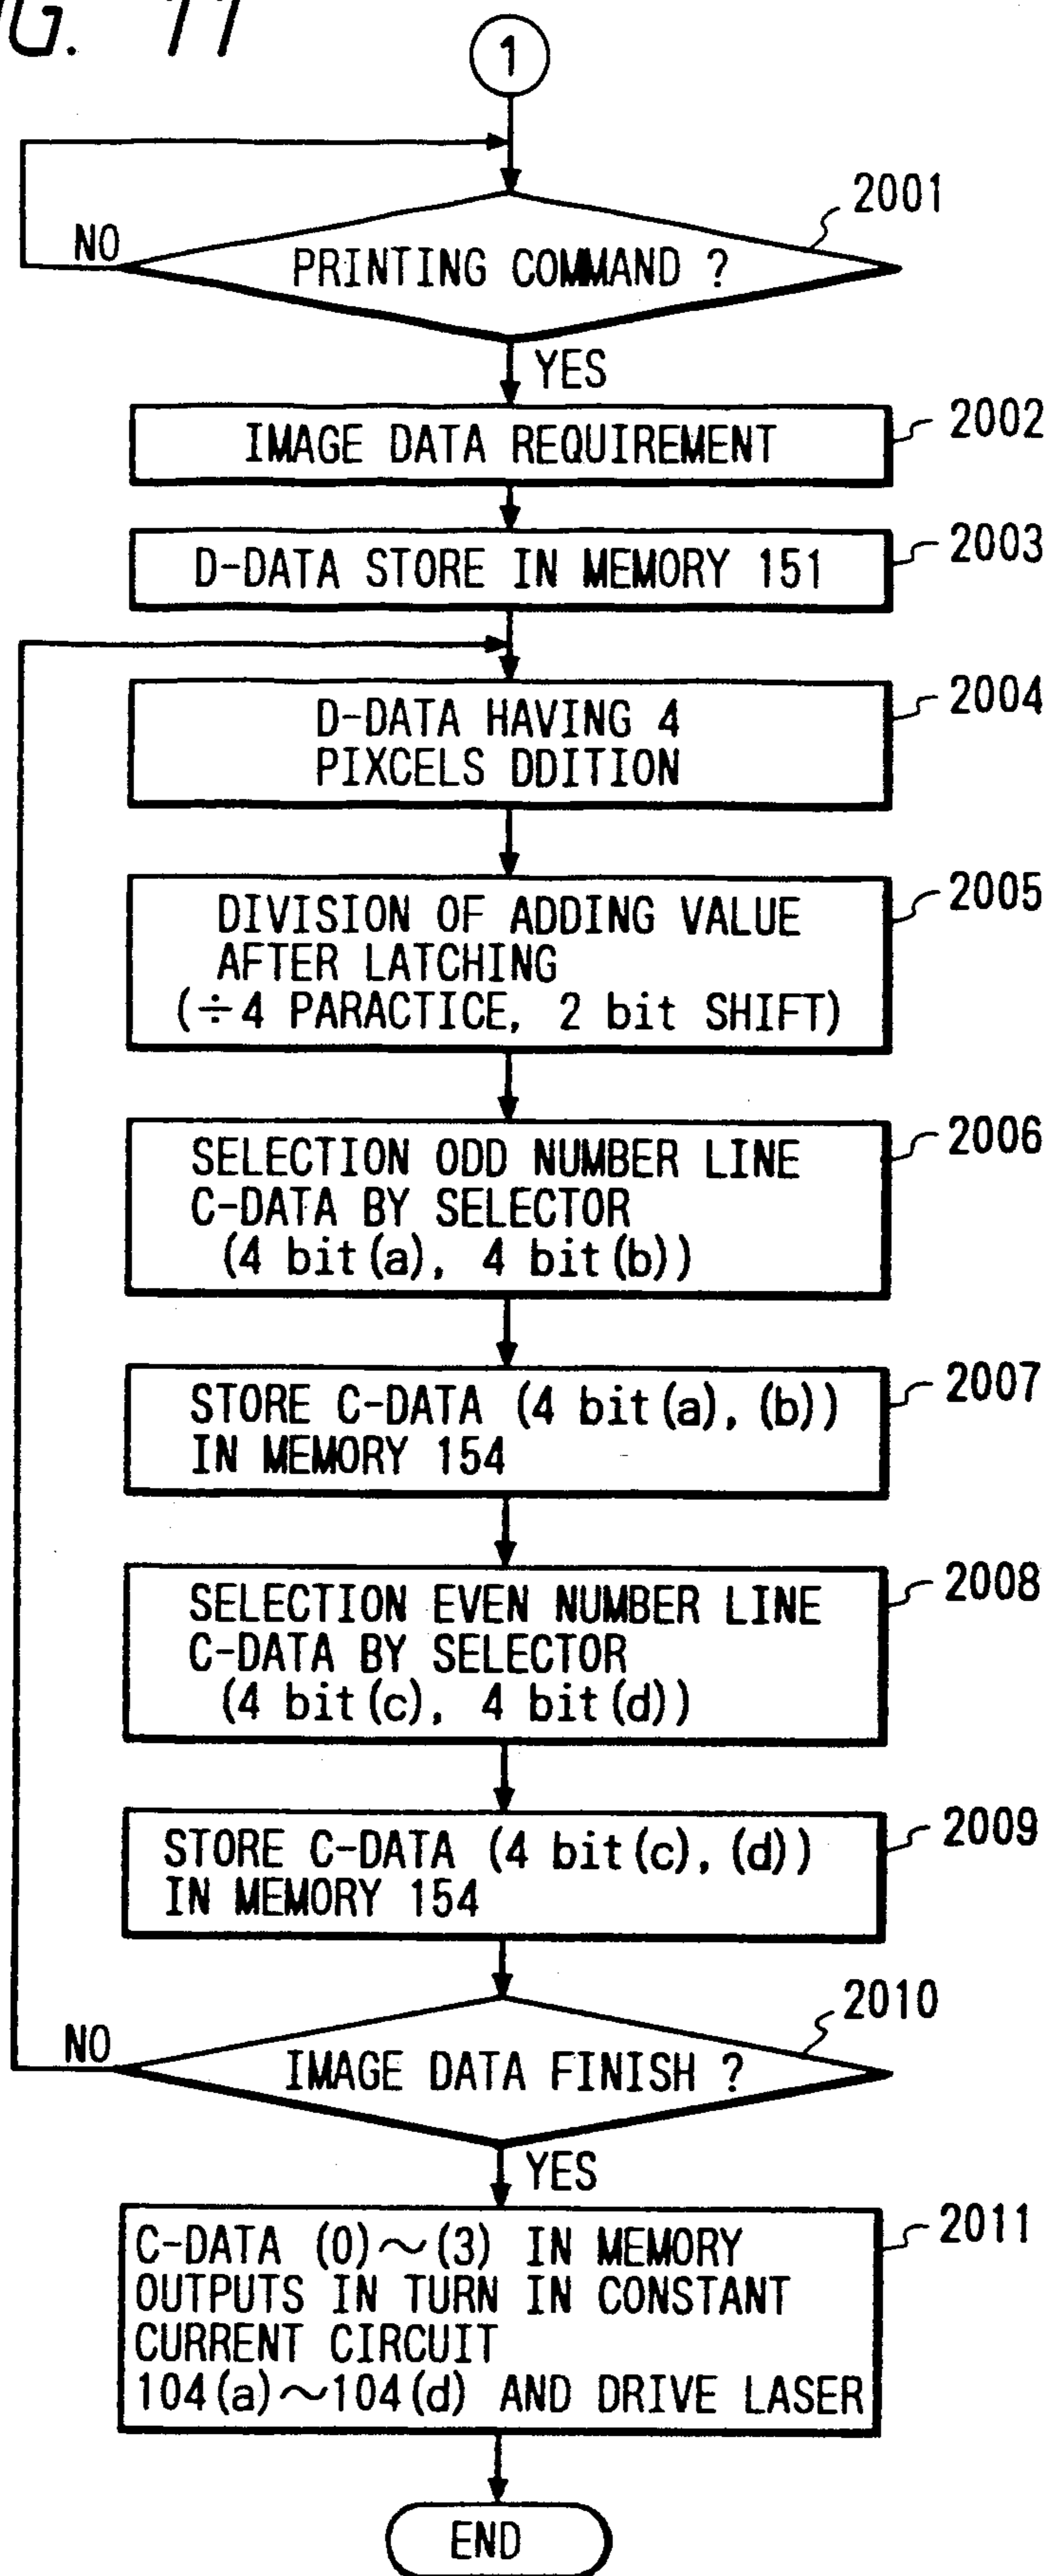 G. 11
1
2001
NO
PRINTING COMMAND ?
YES
2002
IMAGE DATA REQUIREMENT
2003
D-DATA STORE IN MEMORY 151
2004
D-DATA HAVING 4
PIXCELS DDITION
2005
DIVISION OF ADDING VALUE
AFTER LATCHING
(÷4 PARACTICE, 2 bit SHIFT)
2006
SELECTION ODD NUMBER LINE
C-DATA BY SELECTOR
(4 bit(a), 4 bit(b))
2007
STORE C-DATA (4 bit(a), (b))
IN MEMORY 154
2008
SELECTION EVEN NUMBER LINE
C-DATA BY SELECTOR
(4 bit(c), 4 bit(d))
2009
STORE C-DATA (4 bit(c), (d))
IN MEMORY 154
2010
NO
IMAGE DATA FINISH ?
YES
2011
C-DATA (0)~(3) IN MEMORY
OUTPUTS IN TURN IN CONSTANT
CURRENT CIRCUIT
104(a)~104(d) AND DRIVE LASER
END